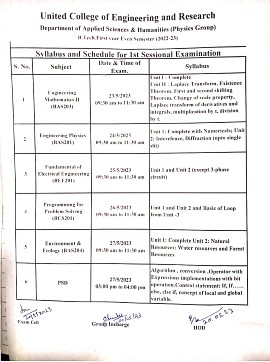 United College of Engineering and Research
Department of Applied Sciences & Humanities (Physics Group)
B.Tech. First Year Even Semester (2022-23)
Syllabus and Schedule for 1st Sessional Examination
S. No. Subject Date & Time of Exam. Syllabus
1 Engineering Mathematics II (BAS203) 23/5/2023 09:30 am to 11:30 am
Unit I : Complete
Unit II : Laplace Transform, Existence
Theorem, First and second shifting
Theorem, Change of scale property,
Laplace transform of derivatives and
integrals, multiplication by t, division
by t.
2 Engineering Physics (BAS201) 24/5/2023 09:30 am to 11:30 am
Unit 1: Complete with Numericals; Unit
2: Interference, Diffraction (upto single
slit)
3 Fundamental of Electrical Engineering (BEE201) 25/5/2023 09:30 am to 11:30 am
Unit 1 and Unit 2 (except 3-phase
circuit)
4 Programming for Problem Solving (BCS201) 26/5/2023 09:30 am to 11:30 am
Unit 1 and Unit 2 and Basic of Loop
from Unit -3
5 Environment & Ecology (BAS204) 27/5/2023 09:30 am to 11:30 am
Unit 1: Complete Unit 2: Natural
Resources: Water resources and Forest
Resources
6 PSD 27/5/2023 03:00 pm to 04:00 pm
Algorithm , conversion ,Operator with
Expressions implementations with bit
operation,Control statement: If, If.....
else, else if, concept of local and global
variable.
Exam Cell
Group Incharge
HOD